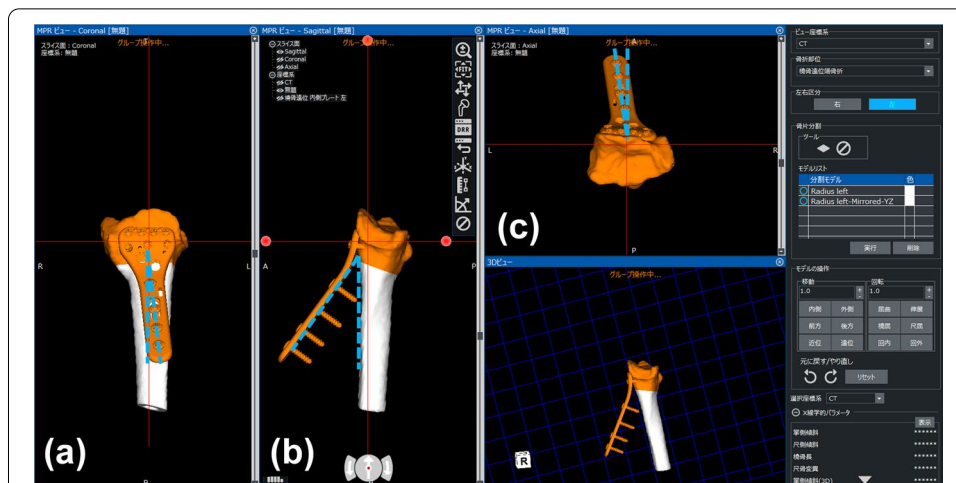 MPR ビュー - Coronal [無題]
スライス面 : Coronal
座標系: 無題
グループ操作中...
R
L
(a)
MPR ビュー - Sagittal [無題]
グループ操作中...
スライス面
Sagittal
Coronal
Axial
座標系
CT
無題
橈骨遠位 内側プレート 左
FIT
DRR
A
P
(b)
MPR ビュー - Axial [無題]
スライス面 : Axial
座標系: 無題
グループ操作中...
A
L
R
P
(c)
3Dビュー
グループ操作中...
R
ビュー座標系
CT
骨折部位
橈骨遠位端骨折
左右区分
右
左
骨片分割
ツール
モデルリスト
分割モデル 色
Radius left
Radius left-Mirrored-YZ
実行 削除
モデルの操作
移動 回転
1.0 1.0
内側 外側 屈曲 伸展
前方 後方 橈屈 尺屈
近位 遠位 回内 回外
元に戻す/やり直し
リセット
選択座標系 CT
X線学的パラメータ
表示
掌側傾斜 ******
尺側傾斜 ******
橈骨長 ******
尺骨変異 ******
掌側傾斜(3D) ******